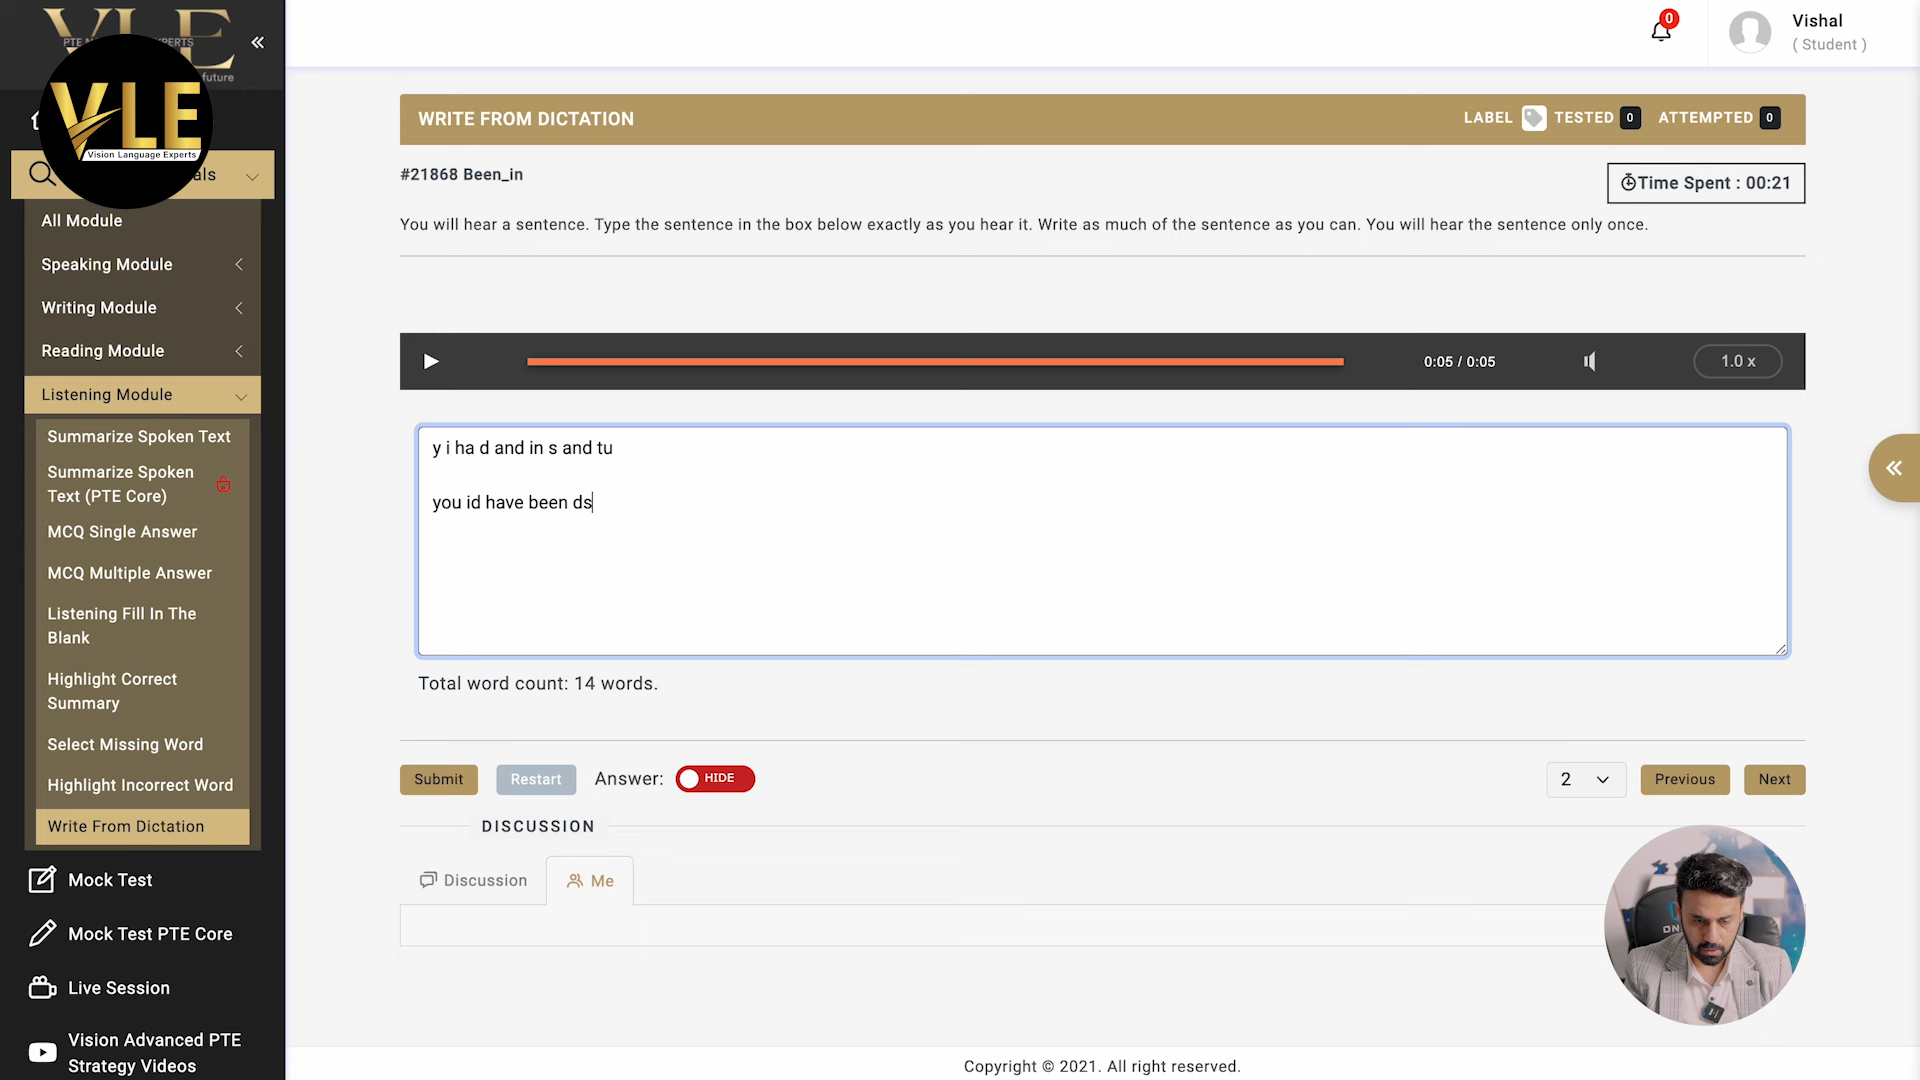 VLE
PTE N
PERTS
future
VLE
Vision Language Experts
als
All Module
Speaking Module
Writing Module
Reading Module
Listening Module
Summarize Spoken Text
Summarize Spoken
Text (PTE Core)
MCQ Single Answer
MCQ Multiple Answer
Listening Fill In The
Blank
Highlight Correct
Summary
Select Missing Word
Highlight Incorrect Word
Write From Dictation
Mock Test
Mock Test PTE Core
Live Session
Vision Advanced PTE
Strategy Videos
0
Vishal
( Student )
WRITE FROM DICTATION
LABEL TESTED 0 ATTEMPTED 0
#21868 Been_in
Time Spent : 00:21
You will hear a sentence. Type the sentence in the box below exactly as you hear it. Write as much of the sentence as you can. You will hear the sentence only once.
0:05 / 0:05
1.0 x
y i ha d and in s and tu
you id have been ds
Total word count: 14 words.
Submit Restart Answer: HIDE
2 Previous Next
DISCUSSION
Discussion Me
ON
Copyright © 2021. All right reserved.